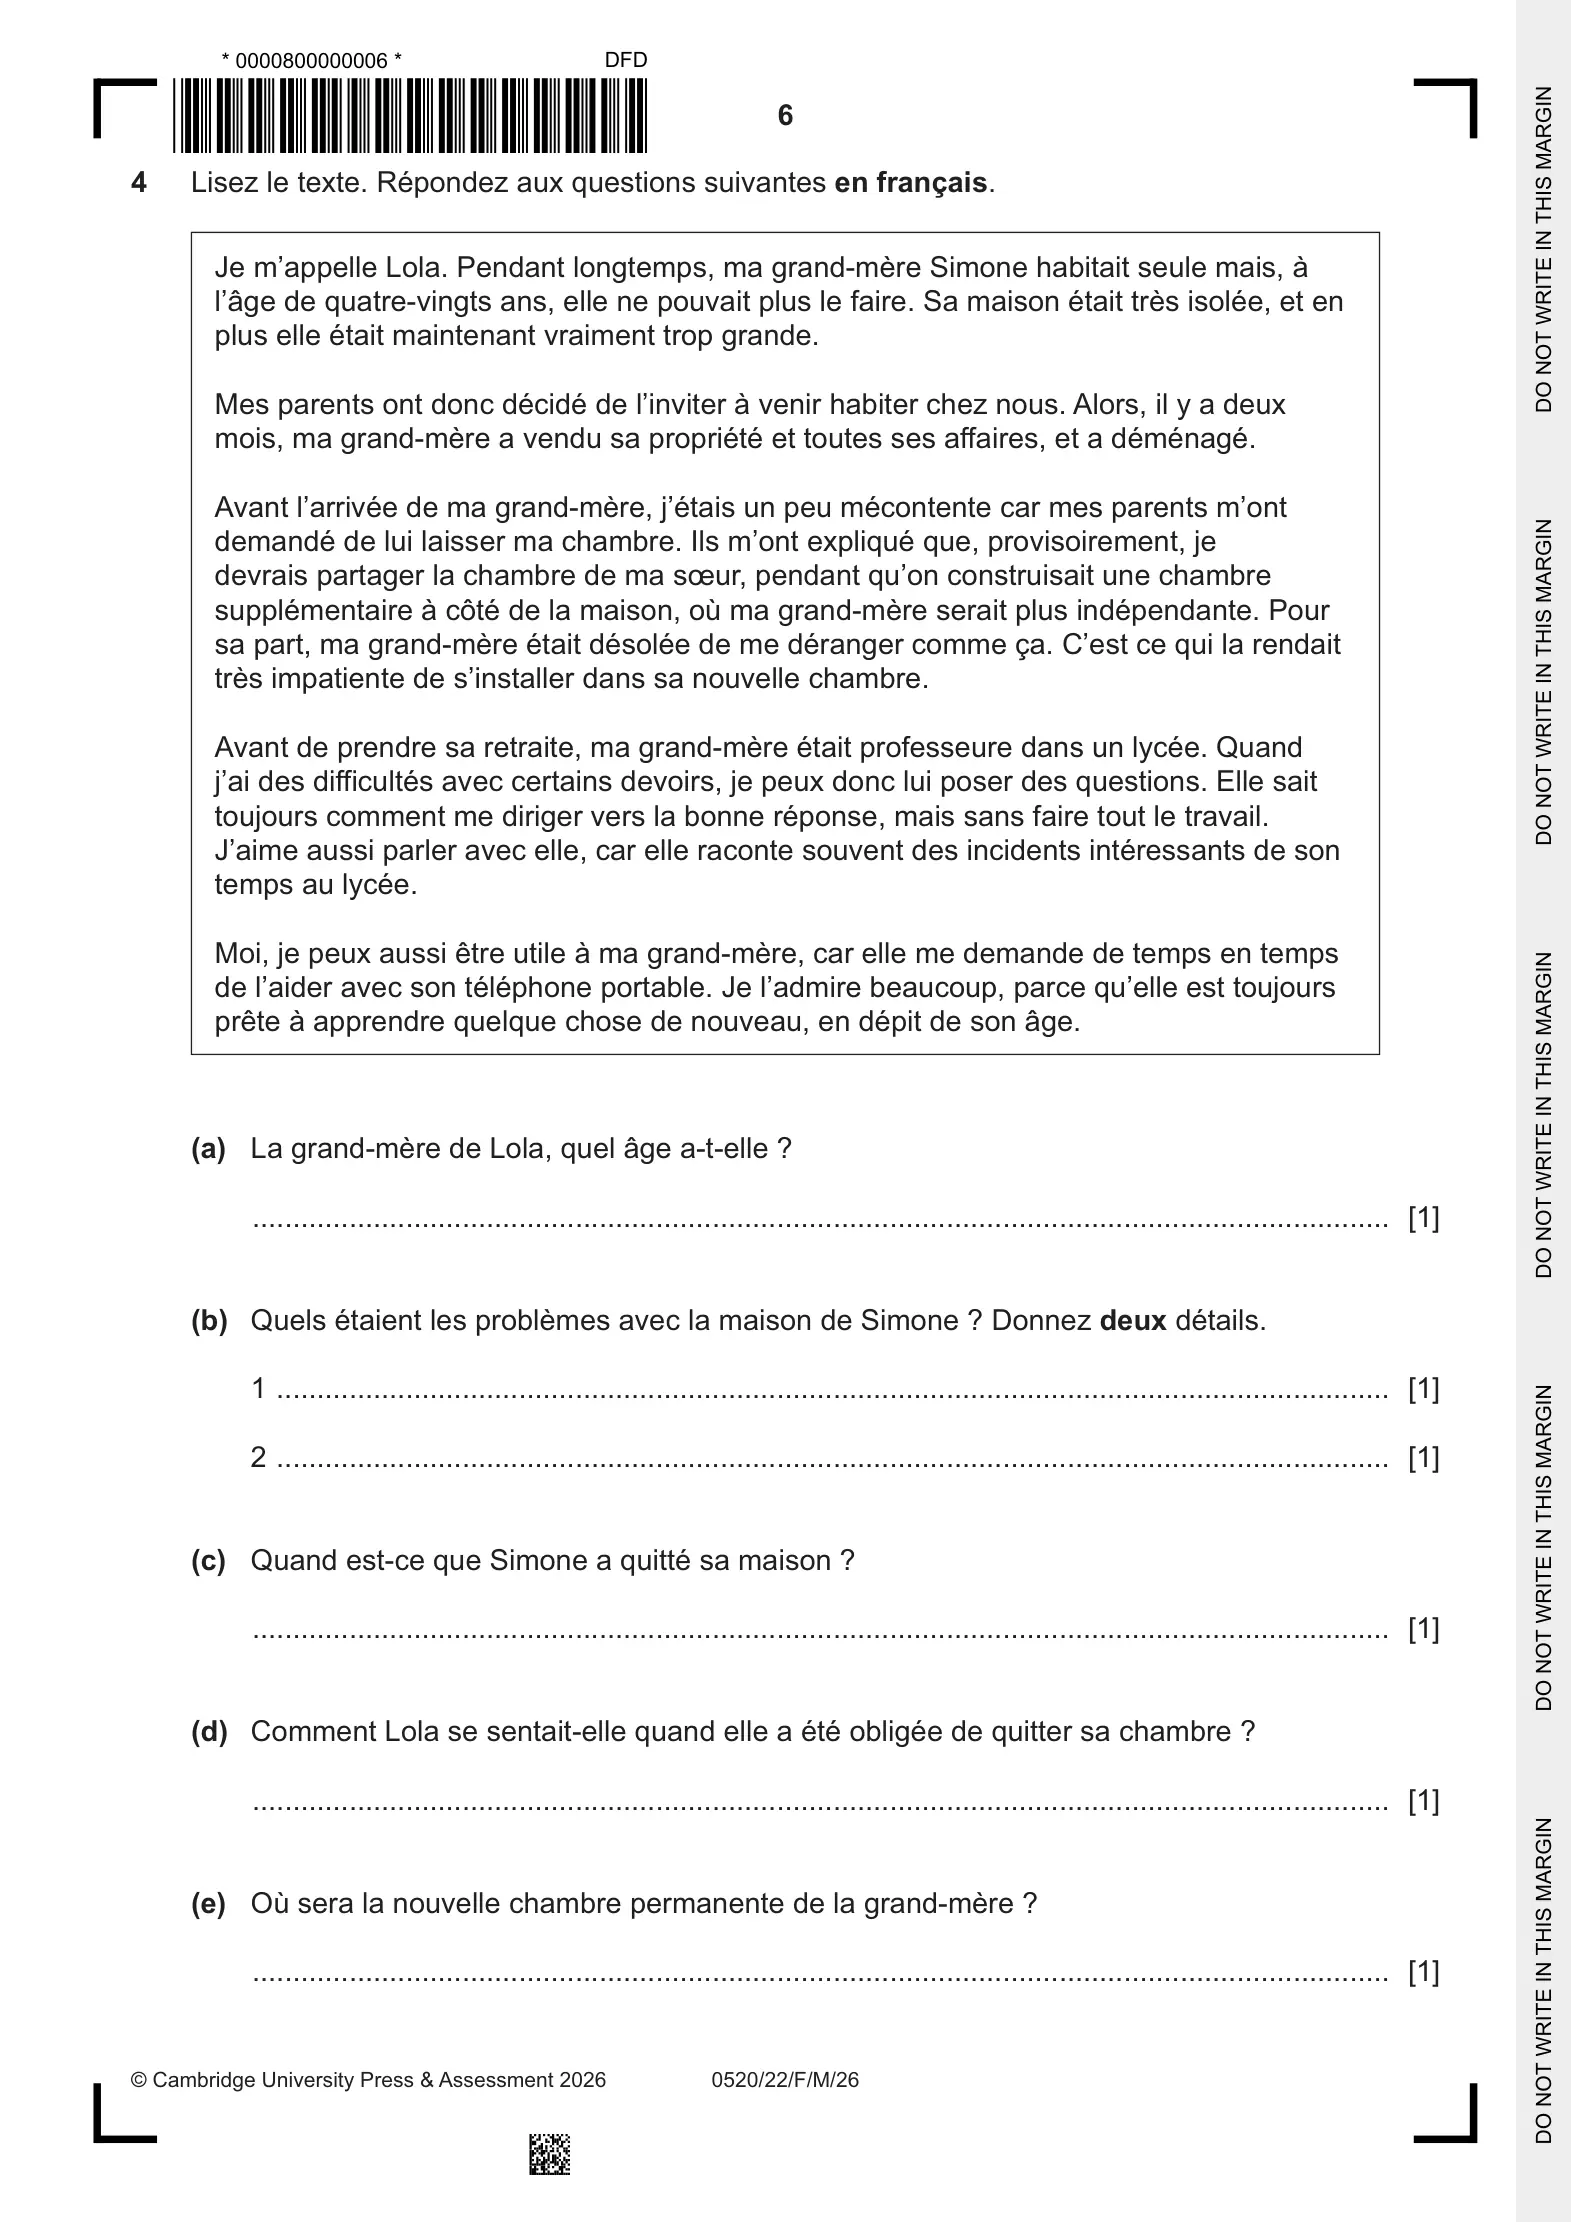 * 0000800000006 *
DFD
6
4 Lisez le texte. Répondez aux questions suivantes en français.
Je m’appelle Lola. Pendant longtemps, ma grand-mère Simone habitait seule mais, à
l’âge de quatre-vingts ans, elle ne pouvait plus le faire. Sa maison était très isolée, et en
plus elle était maintenant vraiment trop grande.
Mes parents ont donc décidé de l’inviter à venir habiter chez nous. Alors, il y a deux
mois, ma grand-mère a vendu sa propriété et toutes ses affaires, et a déménagé.
Avant l’arrivée de ma grand-mère, j’étais un peu mécontente car mes parents m’ont
demandé de lui laisser ma chambre. Ils m’ont expliqué que, provisoirement, je
devrais partager la chambre de ma sœur, pendant qu’on construisait une chambre
supplémentaire à côté de la maison, où ma grand-mère serait plus indépendante. Pour
sa part, ma grand-mère était désolée de me déranger comme ça. C’est ce qui la rendait
très impatiente de s’installer dans sa nouvelle chambre.
Avant de prendre sa retraite, ma grand-mère était professeure dans un lycée. Quand
j’ai des difficultés avec certains devoirs, je peux donc lui poser des questions. Elle sait
toujours comment me diriger vers la bonne réponse, mais sans faire tout le travail.
J’aime aussi parler avec elle, car elle raconte souvent des incidents intéressants de son
temps au lycée.
Moi, je peux aussi être utile à ma grand-mère, car elle me demande de temps en temps
de l’aider avec son téléphone portable. Je l’admire beaucoup, parce qu’elle est toujours
prête à apprendre quelque chose de nouveau, en dépit de son âge.
(a) La grand-mère de Lola, quel âge a-t-elle ?
[1]
(b) Quels étaient les problèmes avec la maison de Simone ? Donnez deux détails.
1 [1]
2 [1]
(c) Quand est-ce que Simone a quitté sa maison ?
[1]
(d) Comment Lola se sentait-elle quand elle a été obligée de quitter sa chambre ?
[1]
(e) Où sera la nouvelle chambre permanente de la grand-mère ?
[1]
© Cambridge University Press & Assessment 2026
0520/22/F/M/26
DO NOT WRITE IN THIS MARGIN
DO NOT WRITE IN THIS MARGIN
DO NOT WRITE IN THIS MARGIN
DO NOT WRITE IN THIS MARGIN
DO NOT WRITE IN THIS MARGIN